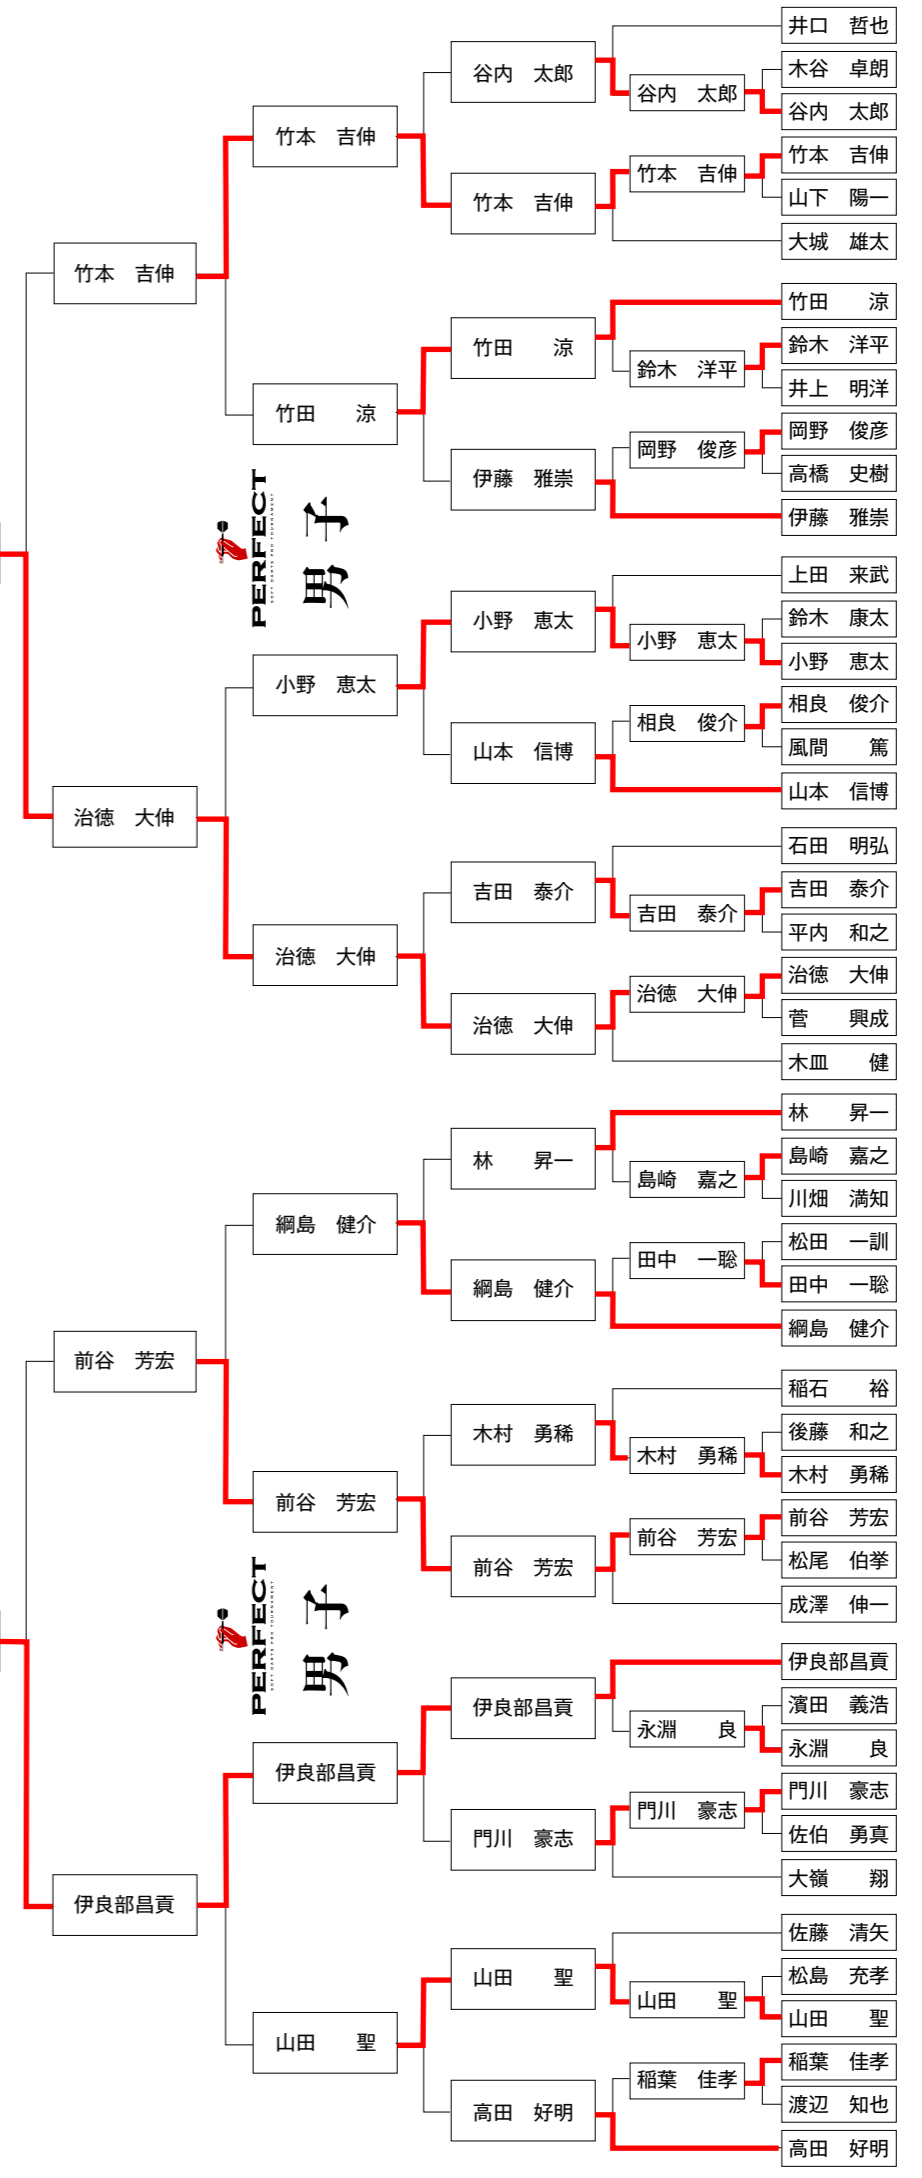 井口　哲也
木谷　卓朗
谷内　太郎
竹本　吉伸
山下　陽一
大城　雄太
竹田　　涼
鈴木　洋平
井上　明洋
岡野　俊彦
高橋　史樹
伊藤　雅崇
上田　来武
鈴木　康太
小野　恵太
相良　俊介
風間　　篤
山本　信博
石田　明弘
吉田　泰介
平内　和之
治徳　大伸
菅　　興成
木皿　　健
林　　昇一
島崎　嘉之
川畑　満知
松田　一訓
田中　一聡
綱島　健介
稲石　　裕
後藤　和之
木村　勇稀
前谷　芳宏
松尾　伯挙
成澤　伸一
伊良部昌貢
濱田　義浩
永淵　　良
門川　豪志
佐伯　勇真
大嶺　　翔
佐藤　清矢
松島　充孝
山田　　聖
稲葉　佳孝
渡辺　知也
高田　好明
谷内　太郎
竹本　吉伸
鈴木　洋平
岡野　俊彦
小野　恵太
相良　俊介
吉田　泰介
治徳　大伸
島崎　嘉之
田中　一聡
木村　勇稀
前谷　芳宏
永淵　　良
門川　豪志
山田　　聖
稲葉　佳孝
谷内　太郎
竹本　吉伸
竹田　　涼
伊藤　雅崇
小野　恵太
山本　信博
吉田　泰介
治徳　大伸
林　　昇一
綱島　健介
木村　勇稀
前谷　芳宏
伊良部昌貢
門川　豪志
山田　　聖
高田　好明
竹本　吉伸
竹田　　涼
小野　恵太
治徳　大伸
綱島　健介
前谷　芳宏
伊良部昌貢
山田　　聖
竹本　吉伸
治徳　大伸
前谷　芳宏
伊良部昌貢
PERFECT
SOFT DARTS PRO TOURNAMENT
男子
PERFECT
SOFT DARTS PRO TOURNAMENT
男子